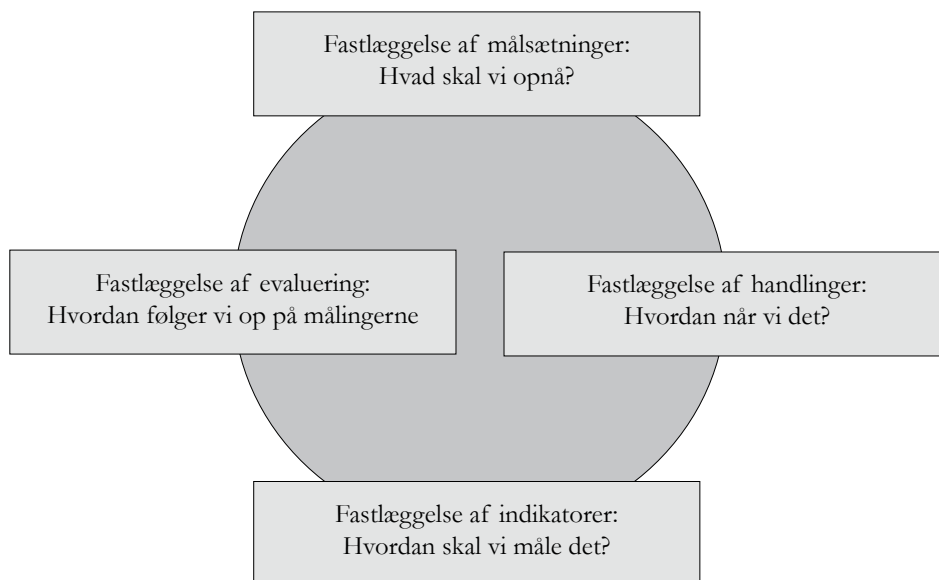 Fastlæggelse af målsætninger:
Hvad skal vi opnå?
Fastlæggelse af evaluering:
Hvordan følger vi op på målingerne
Fastlæggelse af handlinger:
Hvordan når vi det?
Fastlæggelse af indikatorer:
Hvordan skal vi måle det?